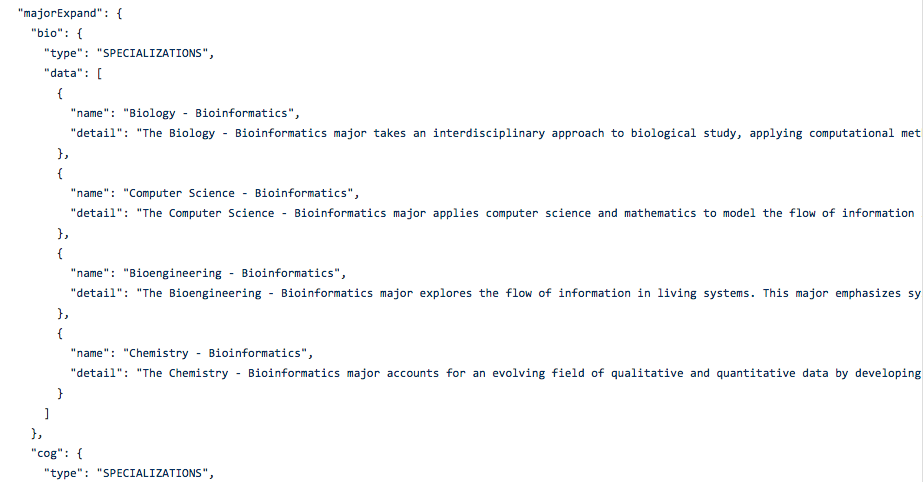 "majorExpand": {
"bio": {
"type": "SPECIALIZATIONS",
"data": [
{
"name": "Biology - Bioinformatics",
"detail": "The Biology - Bioinformatics major takes an interdisciplinary approach to biological study, applying computational met
},
{
"name": "Computer Science - Bioinformatics",
"detail": "The Computer Science - Bioinformatics major applies computer science and mathematics to model the flow of information
},
{
"name": "Bioengineering - Bioinformatics",
"detail": "The Bioengineering - Bioinformatics major explores the flow of information in living systems. This major emphasizes sy
},
{
"name": "Chemistry - Bioinformatics",
"detail": "The Chemistry - Bioinformatics major accounts for an evolving field of qualitative and quantitative data by developing
}
]
},
"cog": {
"type": "SPECIALIZATIONS",